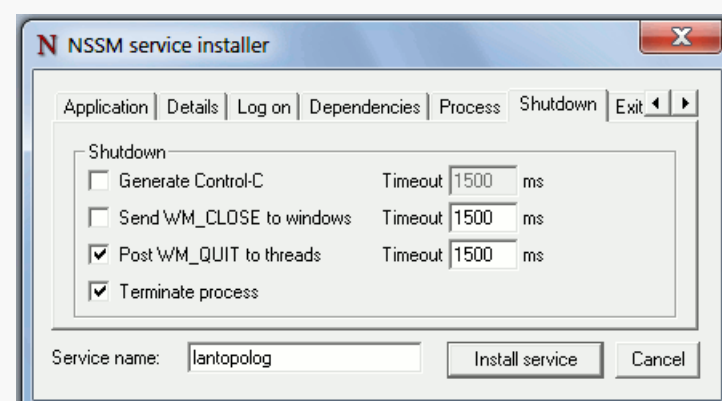 N NSSM service installer
Application Details Log on Dependencies Process Shutdown Exit
Shutdown
Generate Control-C Timeout 1500 ms
Send WM_CLOSE to windows Timeout 1500 ms
Post WM_QUIT to threads Timeout 1500 ms
Terminate process
Service name: lantopolog Install service Cancel